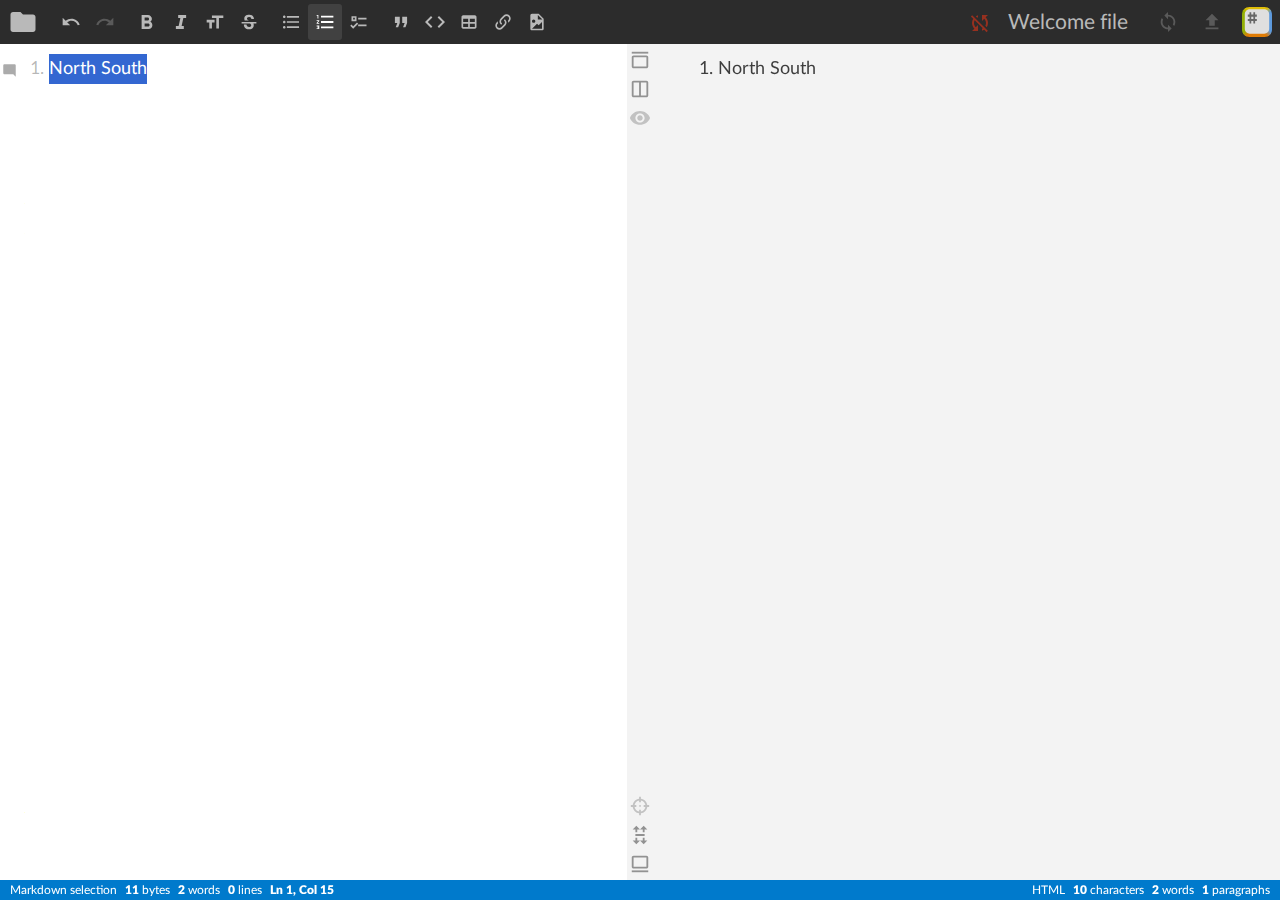 Welcome file
1. North South
1. North South
Markdown selection 11 bytes 2 words 0 lines Ln 1, Col 15
HTML 10 characters 2 words 1 paragraphs